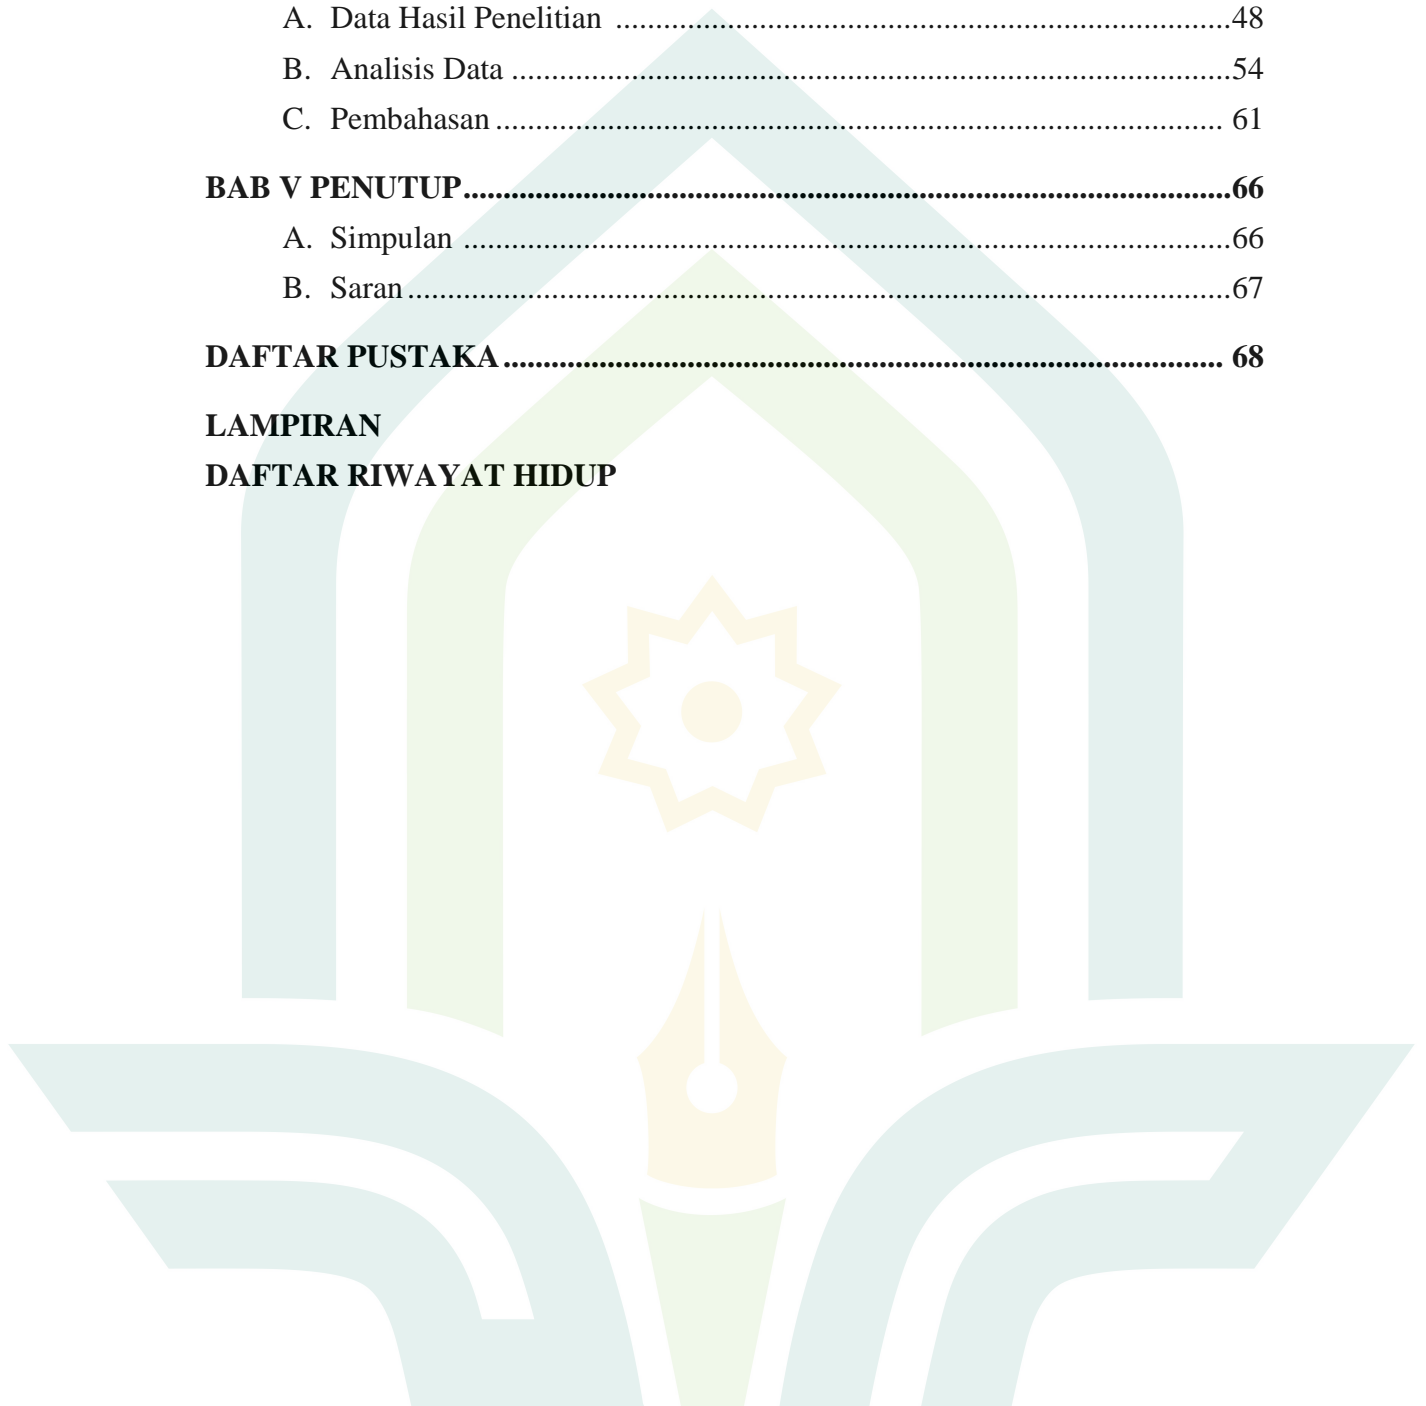 A. Data Hasil Penelitian ..............................................................................48
B. Analisis Data ...........................................................................................54
C. Pembahasan ........................................................................................... 61
BAB V PENUTUP.................................................................................................66
A. Simpulan .................................................................................................66
B. Saran........................................................................................................67
DAFTAR PUSTAKA........................................................................................... 68
LAMPIRAN
DAFTAR RIWAYAT HIDUP